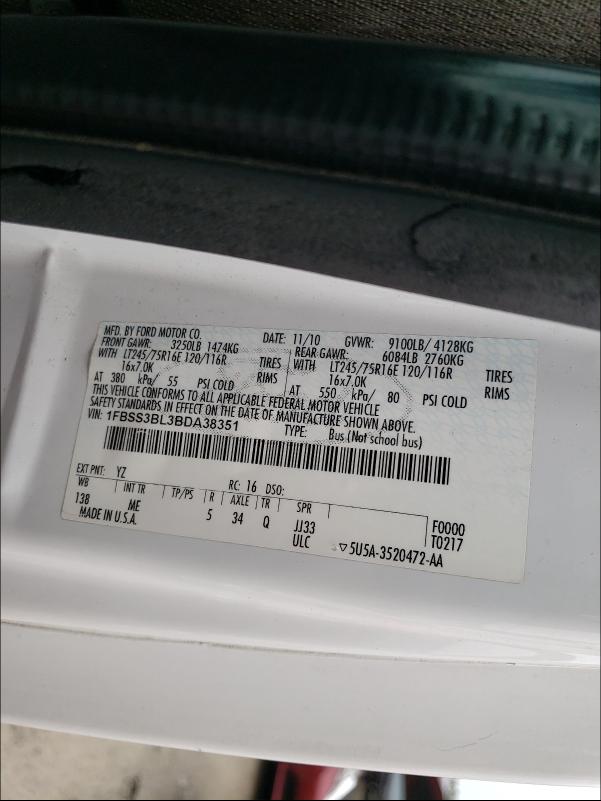 MFD. BY FORD MOTOR CO. DATE: 11/10 GVWR: 9100LB/ 4128KG
FRONT GAWR: 3250LB 1474KG REAR GAWR: 6084LB 2760KG
WITH LT245/75R16E 120/116R TIRES WITH LT245/75R16E 120/116R TIRES
16x7.0K RIMS 16x7.0K RIMS
AT 380 kPa/ 55 PSI COLD AT 550 kPa/ 80 PSI COLD
THIS VEHICLE CONFORMS TO ALL APPLICABLE FEDERAL MOTOR VEHICLE
SAFETY STANDARDS IN EFFECT ON THE DATE OF MANUFACTURE SHOWN ABOVE.
VIN: 1FBSS3BL3BDA38351 TYPE: Bus (Not school bus)
EXT PNT: YZ RC: 16 DSO:
WB INT TR TP/PS R AXLE TR SPR F0000
138 ME 5 34 Q JJ33 T0217
MADE IN U.S.A. ULC ▽5U5A-3520472-AA